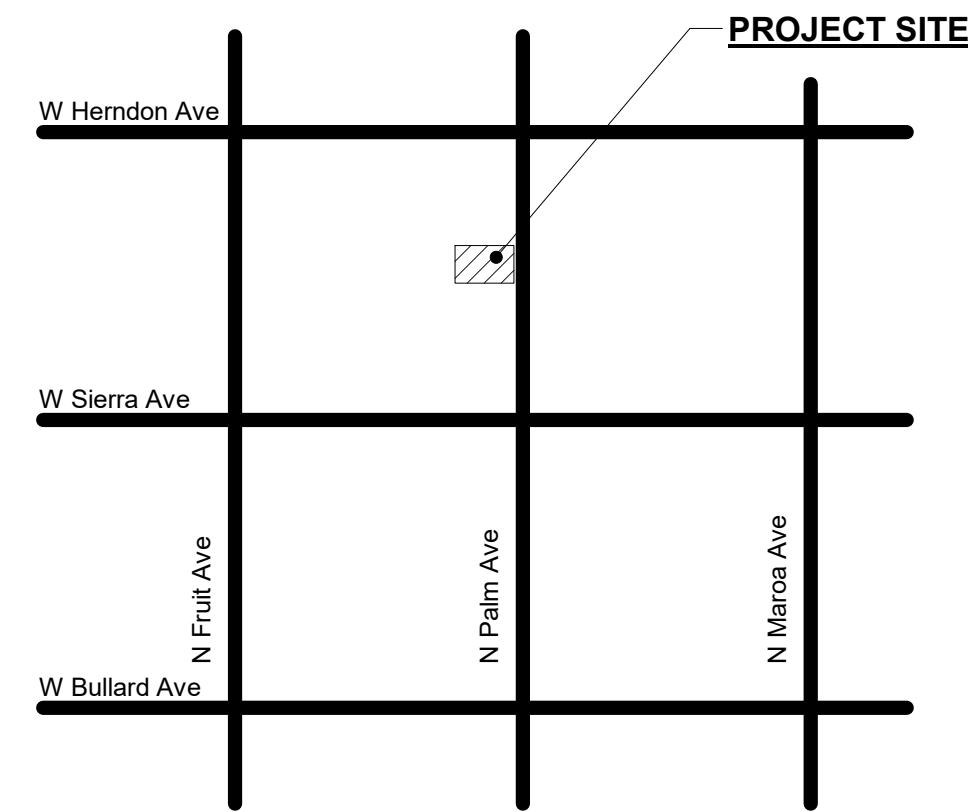 PROJECT SITE
W Herndon Ave
W Sierra Ave
N Fruit Ave
N Palm Ave
N Maroa Ave
W Bullard Ave